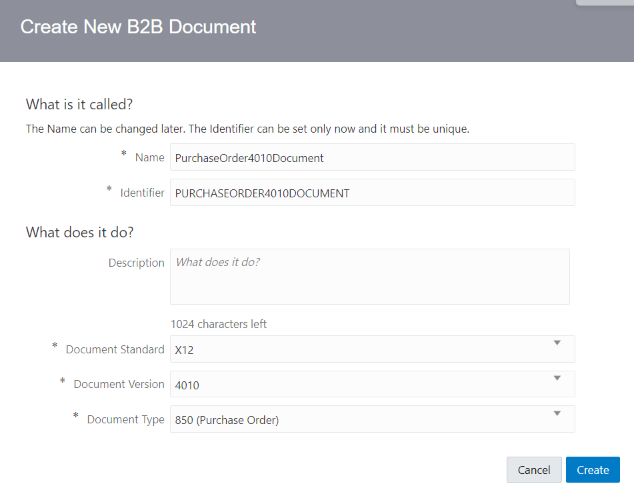 Create New B2B Document
What is it called?
The Name can be changed later. The Identifier can be set only now and it must be unique.
* Name PurchaseOrder4010Document
* Identifier PURCHASEORDER4010DOCUMENT
What does it do?
Description What does it do?
1024 characters left
* Document Standard X12
* Document Version 4010
* Document Type 850 (Purchase Order)
Cancel Create